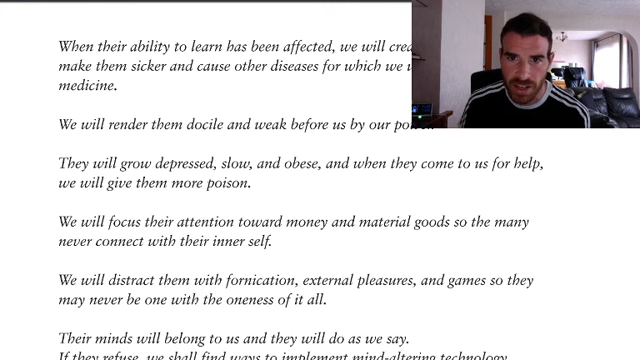 When their ability to learn has been affected, we will
make them sicker and cause other diseases for which we
medicine.
We will render them docile and weak before us by our
They will grow depressed, slow, and obese, and when they come to us for help,
we will give them more poison.
We will focus their attention toward money and material goods so the many
never connect with their inner self.
We will distract them with fornication, external pleasures, and games so they
may never be one with the oneness of it all.
Their minds will belong to us and they will do as we say.
If they refuse, we shall find ways to implement mind-altering technology